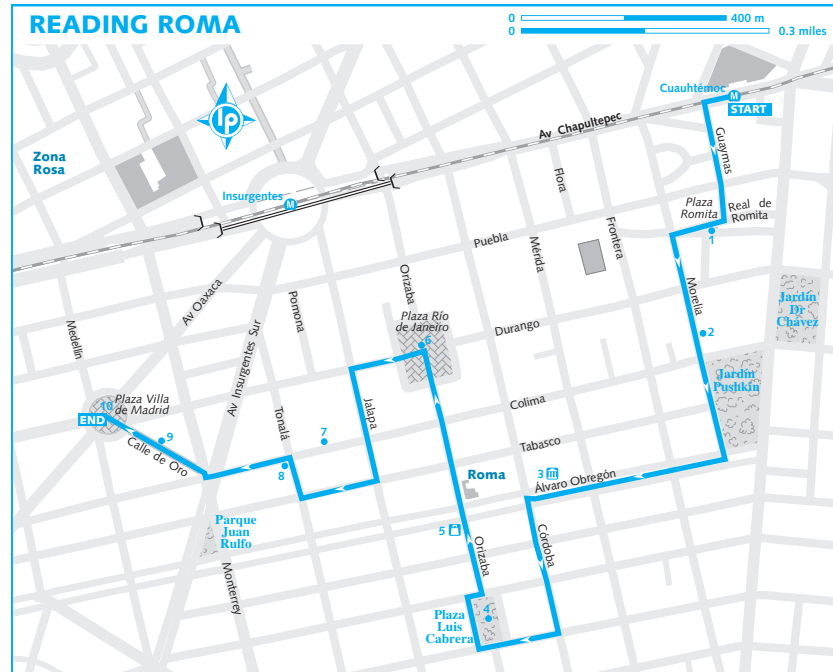 READING ROMA
0 400 m
0 0.3 miles
Cuauhtémoc
M
START
Av Chapultepec
Guaymas
lp
Zona
Rosa
Flora
Insurgentes
M
Plaza
Romita
Real de
Romita
1
Frontera
Puebla
Mérida
Orizaba
Av Oaxaca
Morelia
Jardín
Dr
Chávez
Pomona
Medellín
Av Insurgentes Sur
Plaza Río
de Janeiro
Durango
2
6
Jardín
Pushkin
10
Plaza Villa
de Madrid
Jalapa
Colima
Tonalá
END
9
7
Tabasco
Calle de Oro
8
Roma
3
Álvaro Obregón
Parque
Juan
Rulfo
5
Orizaba
Córdoba
Monterrey
Plaza
Luis
Cabrera
4